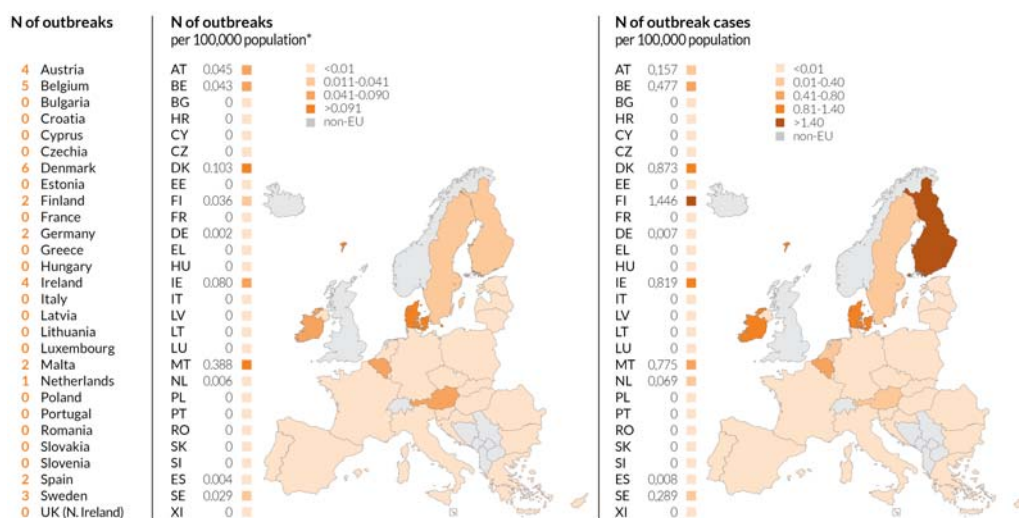 N of outbreaks
4 Austria
5 Belgium
0 Bulgaria
0 Croatia
0 Cyprus
0 Czechia
6 Denmark
0 Estonia
2 Finland
0 France
2 Germany
0 Greece
0 Hungary
4 Ireland
0 Italy
0 Latvia
0 Lithuania
0 Luxembourg
2 Malta
1 Netherlands
0 Poland
0 Portugal
0 Romania
0 Slovakia
0 Slovenia
2 Spain
3 Sweden
0 UK (N. Ireland)
N of outbreaks
per 100,000 population*
AT 0.045
BE 0.043
BG 0
HR 0
CY 0
CZ 0
DK 0.103
EE 0
FI 0.036
FR 0
DE 0.002
EL 0
HU 0
IE 0.080
IT 0
LV 0
LT 0
LU 0
MT 0.388
NL 0.006
PL 0
PT 0
RO 0
SK 0
SI 0
ES 0.004
SE 0.029
XI 0
<0.01
0.011-0.041
0.041-0.090
>0.091
non-EU
N of outbreak cases
per 100,000 population
AT 0,157
BE 0.477
BG 0
HR 0
CY 0
CZ 0
DK 0.873
EE 0
FI 1,446
FR 0
DE 0,007
EL 0
HU 0
IE 0.819
IT 0
LV 0
LT 0
LU 0
MT 0.775
NL 0.069
PL 0
PT 0
RO 0
SK 0
SI 0
ES 0.008
SE 0.289
XI 0
<0.01
0.01-0.40
0.41-0.80
0.81-1.40
>1.40
non-EU